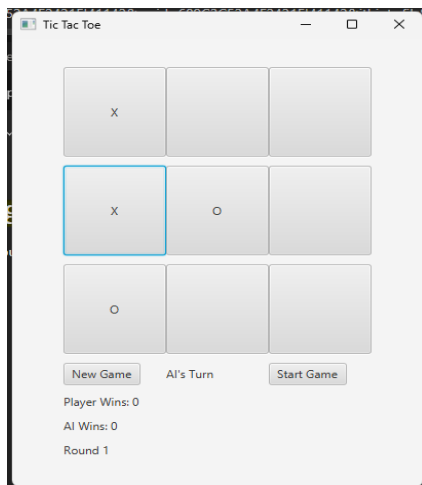 Tic Tac Toe
X
X O
O
New Game AI's Turn Start Game
Player Wins: 0
AI Wins: 0
Round 1